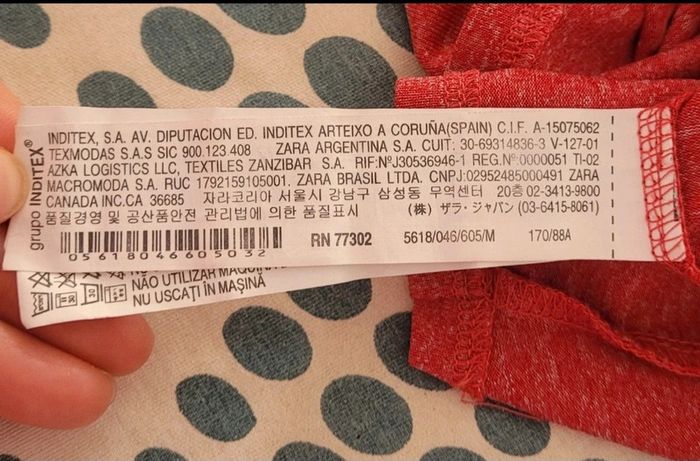 grupo INDITEX®
INDITEX, S.A. AV. DIPUTACION ED. INDITEX ARTEIXO A CORUÑA(SPAIN) C.I.F. A-15075062
TEXMODAS S.A.S SIC 900.123.408 ZARA ARGENTINA S.A. CUIT: 30-69314836-3 V-127-01
AZKA LOGISTICS LLC, TEXTILES ZANZIBAR S.A. RIF:NºJ30536946-1 REG.Nº:0000051 TI-02
MACROMODA S.A. RUC 1792159105001. ZARA BRASIL LTDA. CNPJ:02952485000491 ZARA
CANADA INC.CA 36685 자라코리아 서울시 강남구 삼성동 무역센터 20층 02-3413-9800
품질경영 및 공산품안전 관리법에 의한 품질표시 (株) ザラ・ジャパン (03-6415-8061)
05618046605032 RN 77302 5618/046/605/M 170/88A
NÃO UTILIZAR MÁQUINA
NU USCAŢI ÎN MAŞINĂ